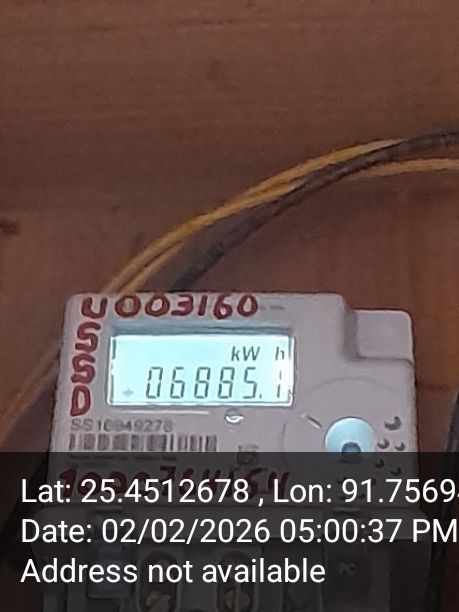 U003160
S
S
D
kW h
06885.1
SS16949278
Lat: 25.4512678 , Lon: 91.7569
Date: 02/02/2026 05:00:37 PM
Address not available